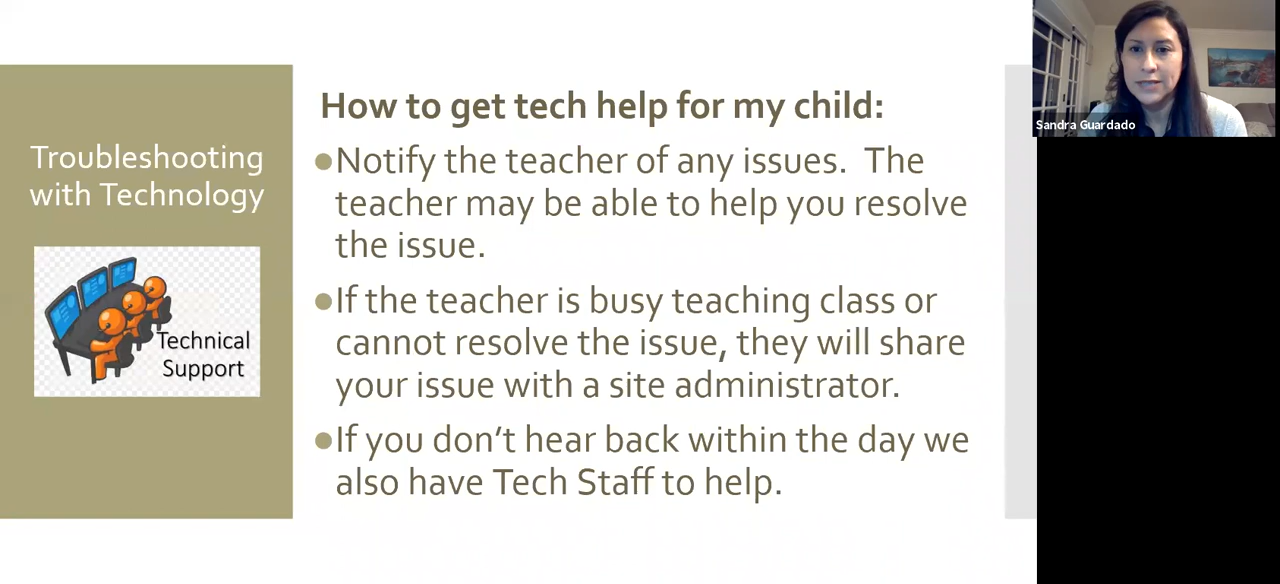 Troubleshooting
with Technology
Technical
Support
How to get tech help for my child:
●Notify the teacher of any issues.  The
teacher may be able to help you resolve
the issue.
●If the teacher is busy teaching class or
cannot resolve the issue, they will share
your issue with a site administrator.
●If you don’t hear back within the day we
also have Tech Staff to help.
Sandra Guardado